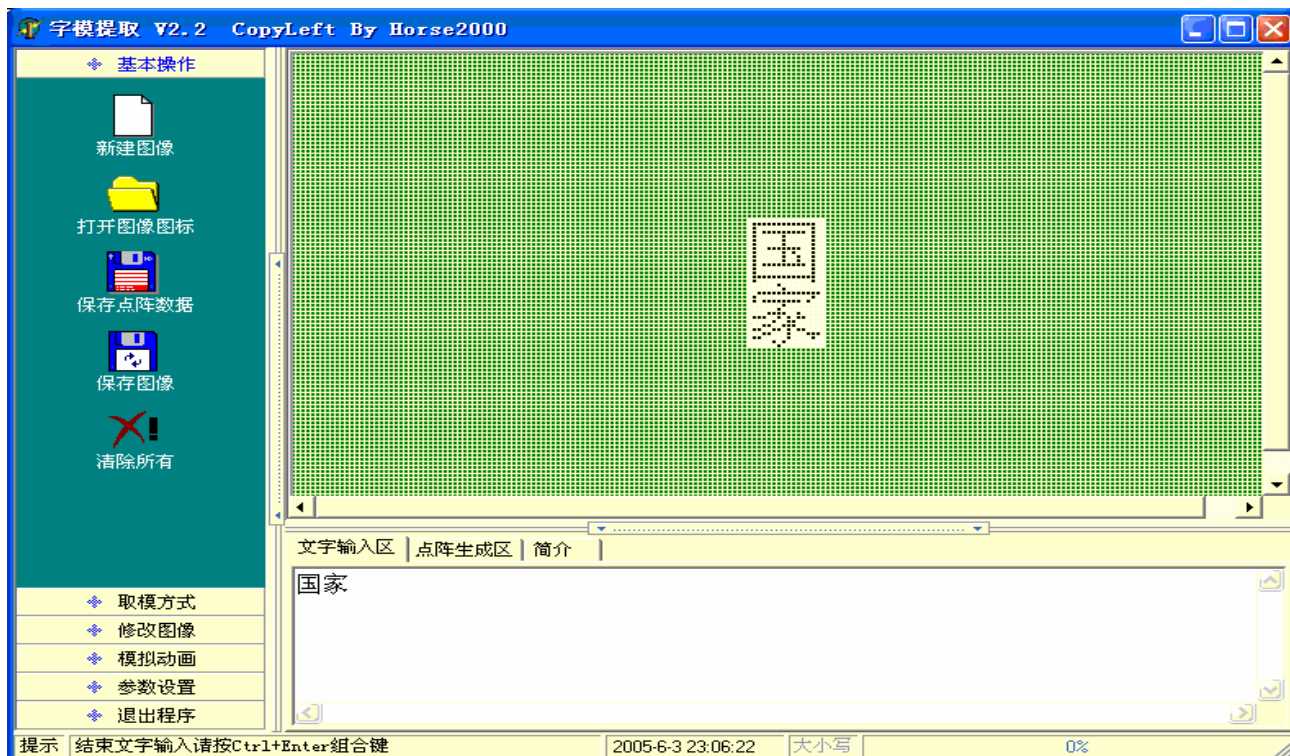 字模提取 V2.2 CopyLeft By Horse2000
基本操作
新建图像
打开图像图标
保存点阵数据
保存图像
清除所有
取模方式
修改图像
模拟动画
参数设置
退出程序
国
家
文字输入区
点阵生成区
简介
国家
提示
结束文字输入请按Ctrl+Enter组合键
2005-6-3 23:06:22
大小写
0%